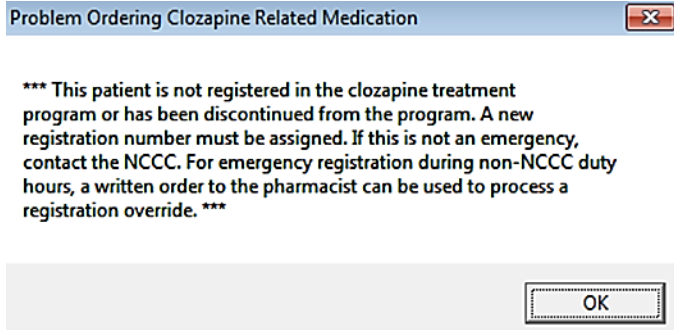 Problem Ordering Clozapine Related Medication
*** This patient is not registered in the clozapine treatment
program or has been discontinued from the program. A new
registration number must be assigned. If this is not an emergency,
contact the NCCC. For emergency registration during non-NCCC duty
hours, a written order to the pharmacist can be used to process a
registration override. ***
OK